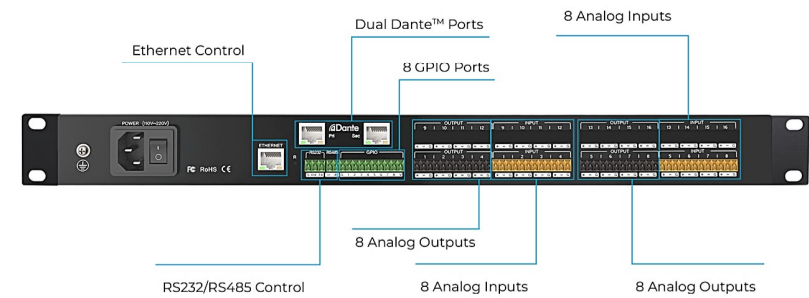 8 Analog Inputs
Dual Dante™ Ports
Ethernet Control
8 GPIO Ports
POWER (110V~220V)
FC RoHS CE
ETHERNET
Dante
Pri Sec
RS232 RS485 GPIO
OUTPUT INPUT OUTPUT INPUT
9 10 11 12 9 10 11 12 13 14 15 16 13 14 15 16
OUTPUT INPUT OUTPUT INPUT
1 2 3 4 1 2 3 4 5 6 7 8 5 6 7 8
8 Analog Outputs
RS232/RS485 Control
8 Analog Inputs
8 Analog Outputs